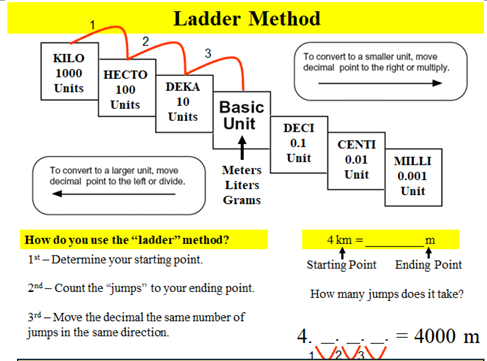 Ladder Method
1
2
3
KILO
1000
Units
HECTO
100
Units
DEKA
10
Units
Basic
Unit
DECI
0.1
Unit
CENTI
0.01
Unit
MILLI
0.001
Unit
To convert to a smaller unit, move
decimal point to the right or multiply.
To convert to a larger unit, move
decimal point to the left or divide.
Meters
Liters
Grams
How do you use the “ladder” method?
1st – Determine your starting point.
2nd – Count the “jumps” to your ending point.
3rd – Move the decimal the same number of
jumps in the same direction.
4 km = _________ m
Starting Point Ending Point
How many jumps does it take?
4. __. __. __. = 4000 m
1 2 3